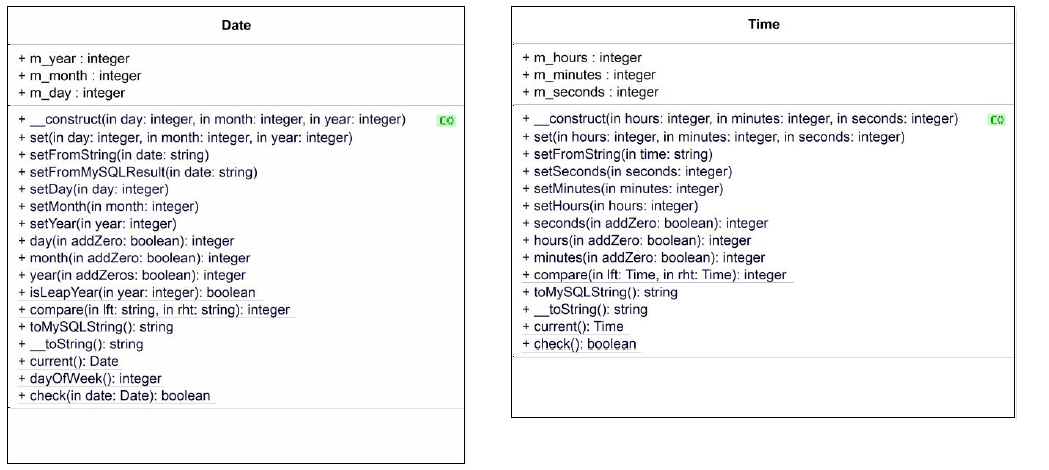 Date
+ m_year : integer
+ m_month : integer
+ m_day : integer
+ __construct(in day: integer, in month: integer, in year: integer)
+ set(in day: integer, in month: integer, in year: integer)
+ setFromString(in date: string)
+ setFromMySQLResult(in date: string)
+ setDay(in day: integer)
+ setMonth(in month: integer)
+ setYear(in year: integer)
+ day(in addZero: boolean): integer
+ month(in addZero: boolean): integer
+ year(in addZeros: boolean): integer
+ isLeapYear(in year: integer): boolean
+ compare(in lft: string, in rht: string): integer
+ toMySQLString(): string
+ __toString(): string
+ current(): Date
+ dayOfWeek(): integer
+ check(in date: Date): boolean
Time
+ m_hours : integer
+ m_minutes : integer
+ m_seconds : integer
+ __construct(in hours: integer, in minutes: integer, in seconds: integer)
+ set(in hours: integer, in minutes: integer, in seconds: integer)
+ setFromString(in time: string)
+ setSeconds(in seconds: integer)
+ setMinutes(in minutes: integer)
+ setHours(in hours: integer)
+ seconds(in addZero: boolean): integer
+ hours(in addZero: boolean): integer
+ minutes(in addZero: boolean): integer
+ compare(in lft: Time, in rht: Time): integer
+ toMySQLString(): string
+ __toString(): string
+ current(): Time
+ check(): boolean